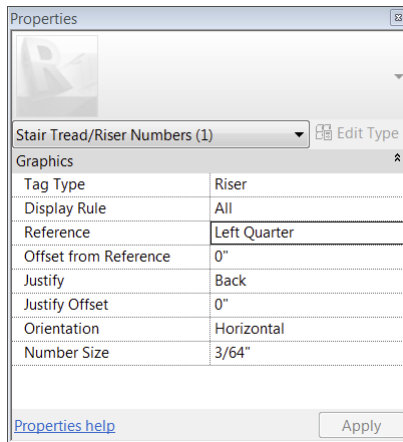 Properties
Stair Tread/Riser Numbers (1) Edit Type
Graphics
Tag Type Riser
Display Rule All
Reference Left Quarter
Offset from Reference 0"
Justify Back
Justify Offset 0"
Orientation Horizontal
Number Size 3/64"
Properties help Apply